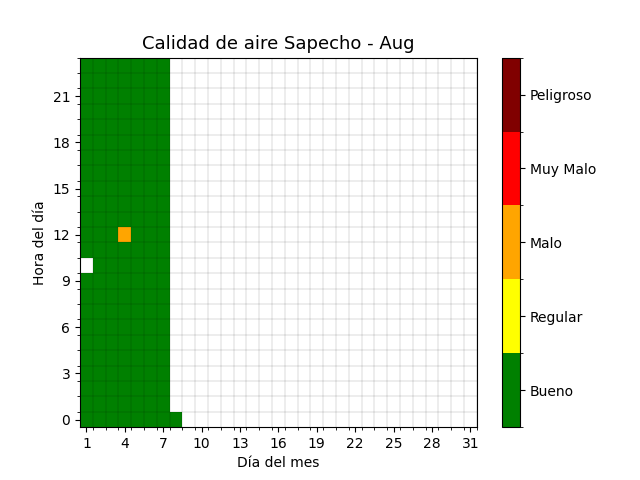 Calidad de aire Sapecho - Aug
Peligroso
Muy Malo
Malo
Regular
Bueno
Hora del día
21
18
15
12
9
6
3
0
1 4 7 10 13 16 19 22 25 28 31
Día del mes